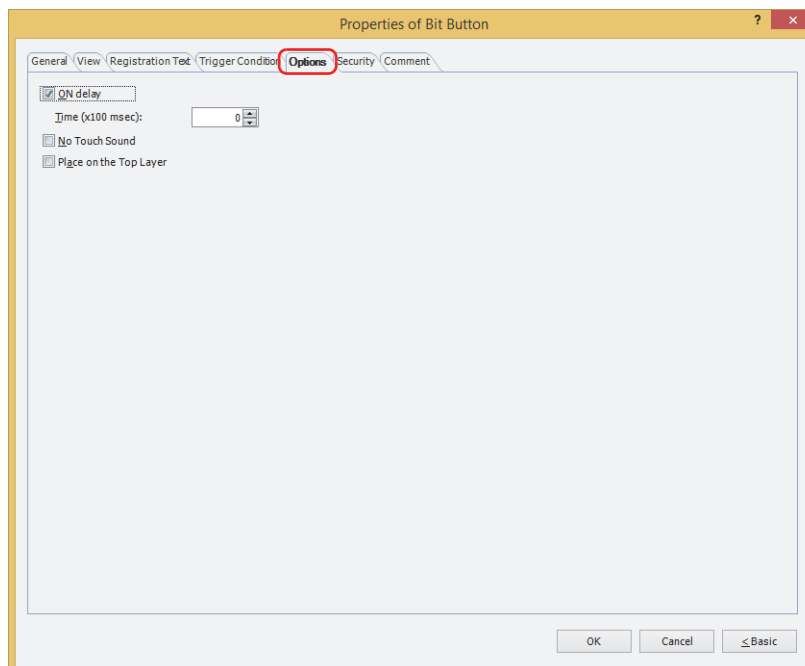 Properties of Bit Button
?
General View Registration Text Trigger Condition Options Security Comment
ON delay
Time (x100 msec): 0
No Touch Sound
Place on the Top Layer
OK Cancel < Basic